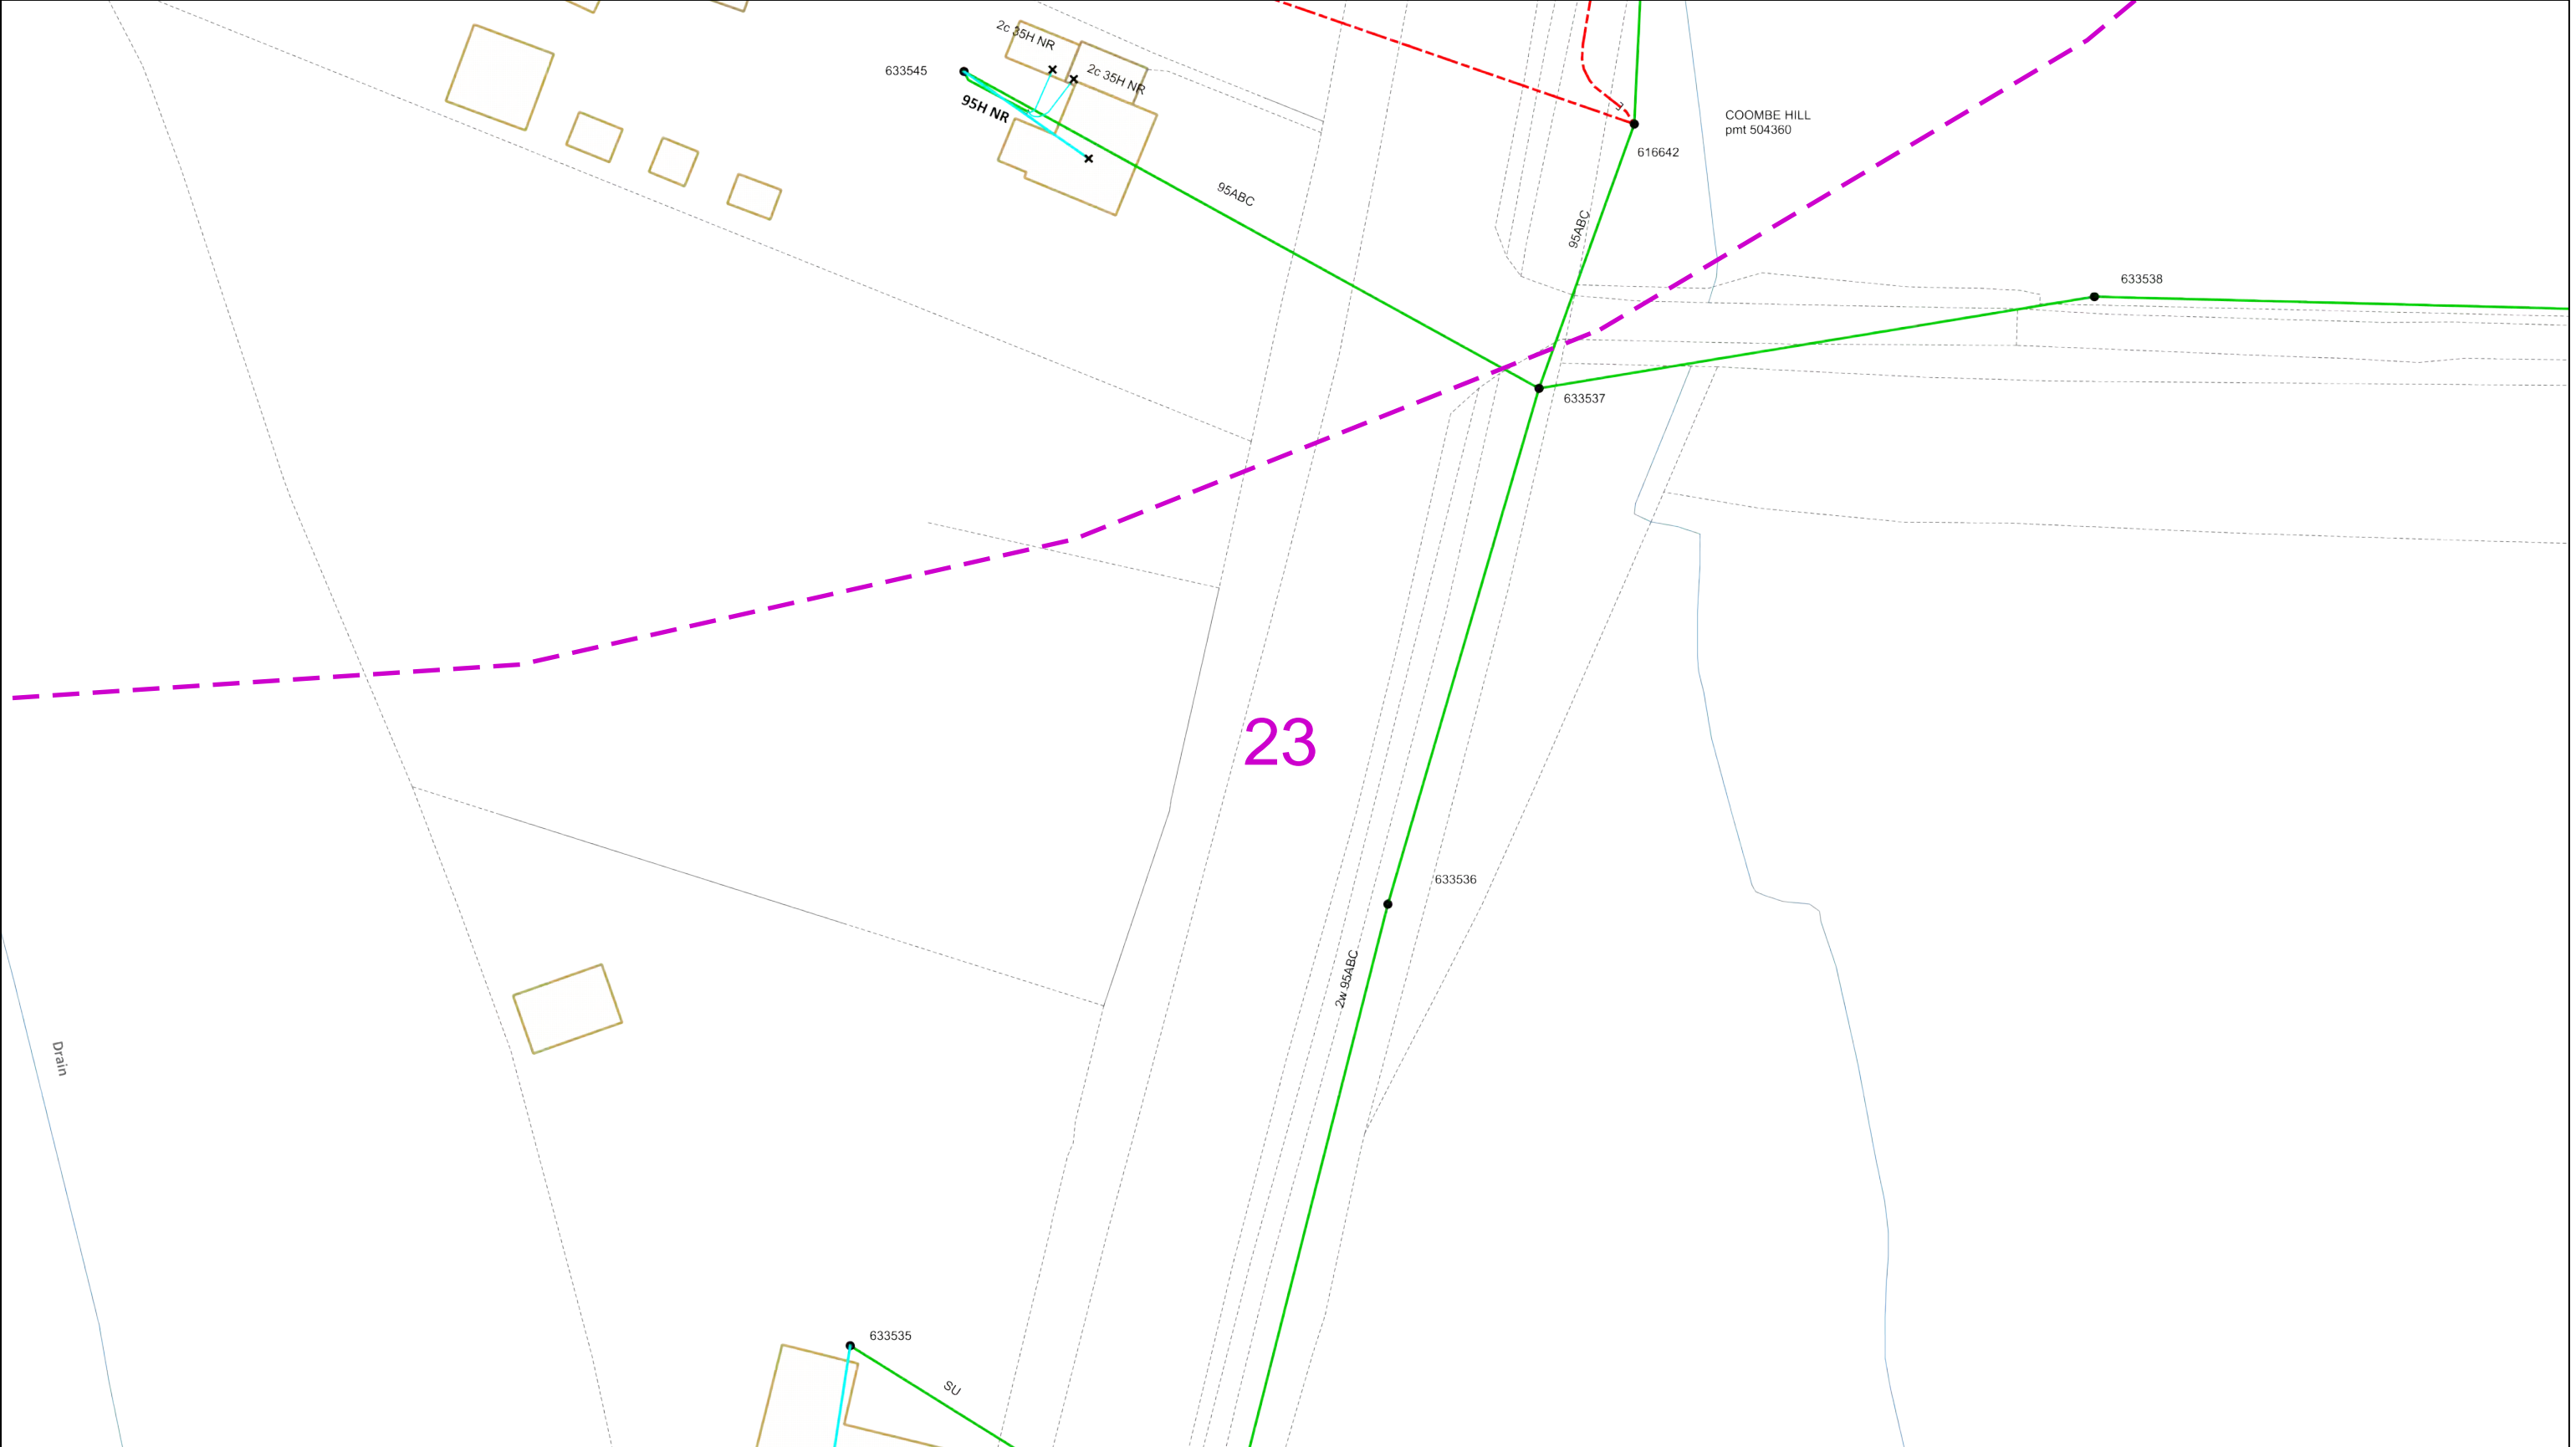 2c 35H NR
633545
2c 35H NR
95H NR
COOMBE HILL
pmt 504360
616642
95ABC
95ABC
633538
633537
23
633536
2w 95ABC
Drain
633535
SU